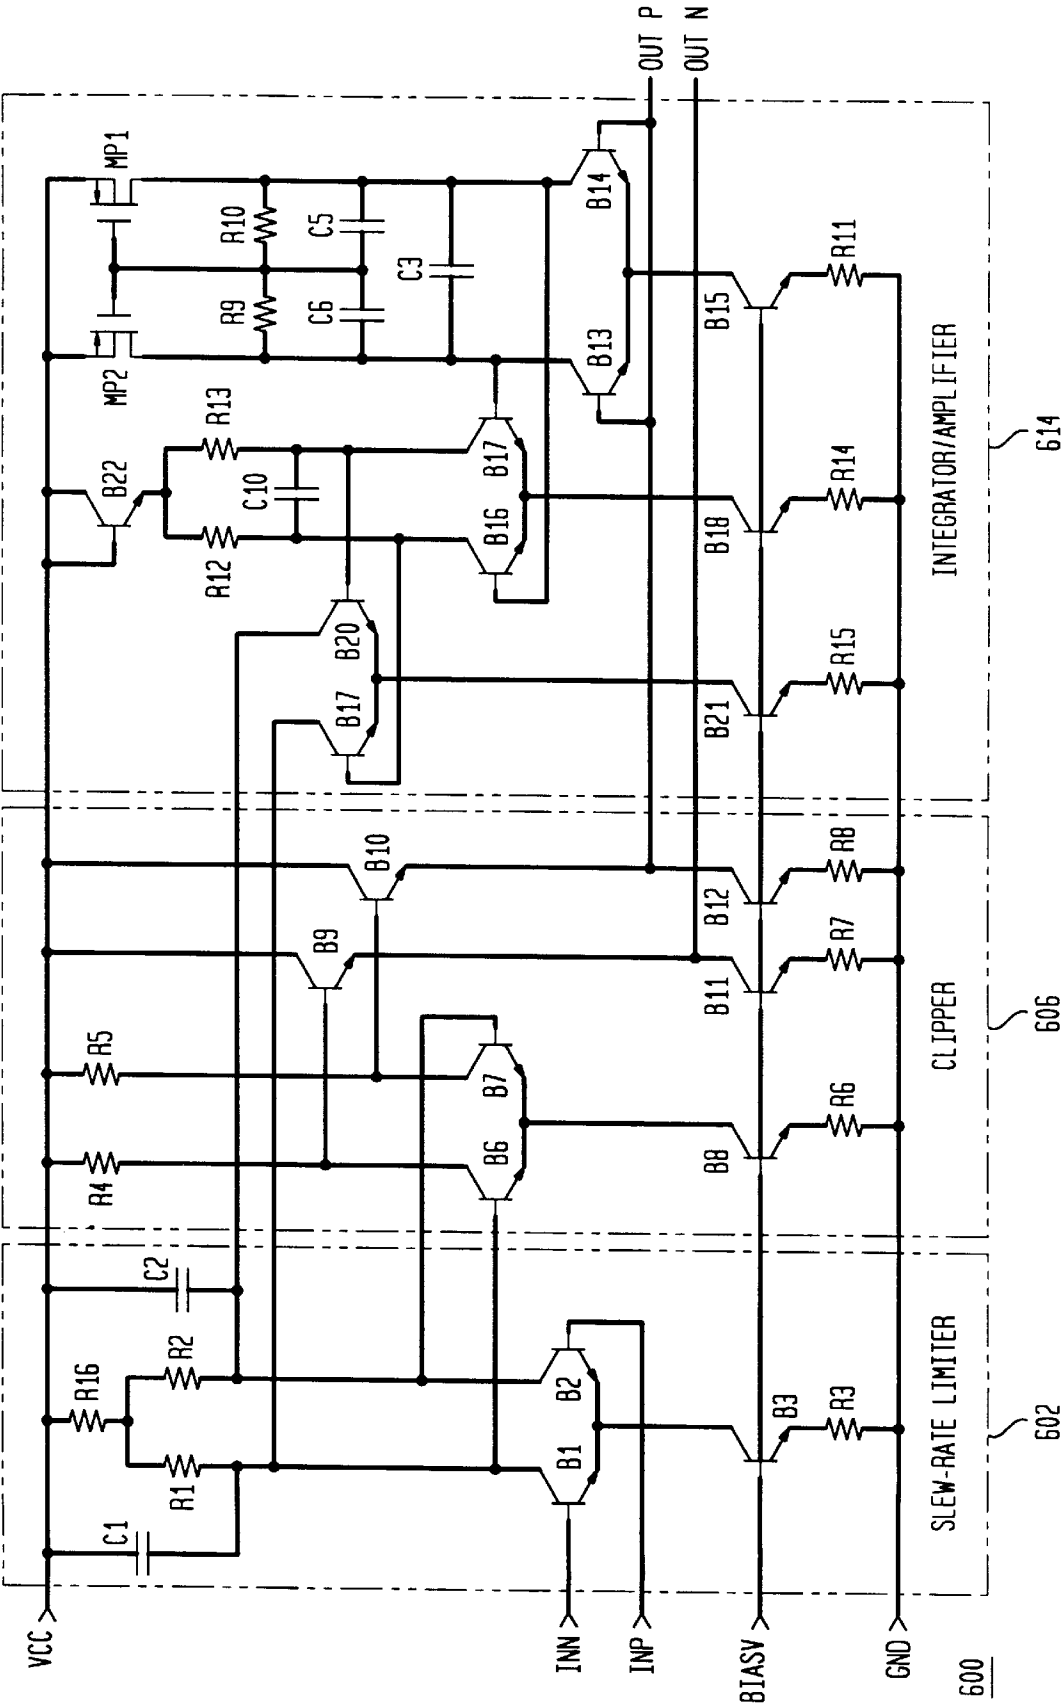 VCC
INN
INP
BIASV
GND
600
C1
R16
R1
R2
C2
B1
B2
B3
R3
SLEW-RATE LIMITER
602
R4
R5
B9
B10
B6
B7
B8
B11
B12
R6
R7
R8
CLIPPER
606
B22
R12
R13
C10
MP2
MP1
R9
R10
C6
C5
C3
B17
B20
B16
B17
B13
B14
B21
B18
B15
R15
R14
R11
INTEGRATOR/AMPLIFIER
614
OUT P
OUT N